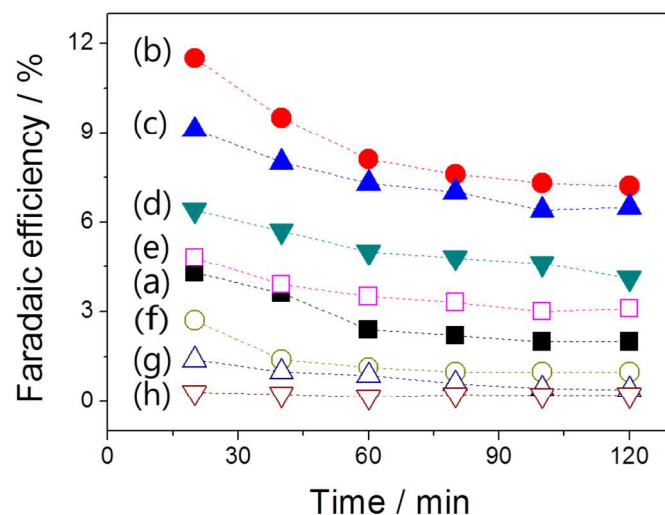 Faradaic efficiency / %
12
9
6
3
0
(b)
(c)
(d)
(e)
(a)
(f)
(g)
(h)
0
30
60
90
120
Time / min